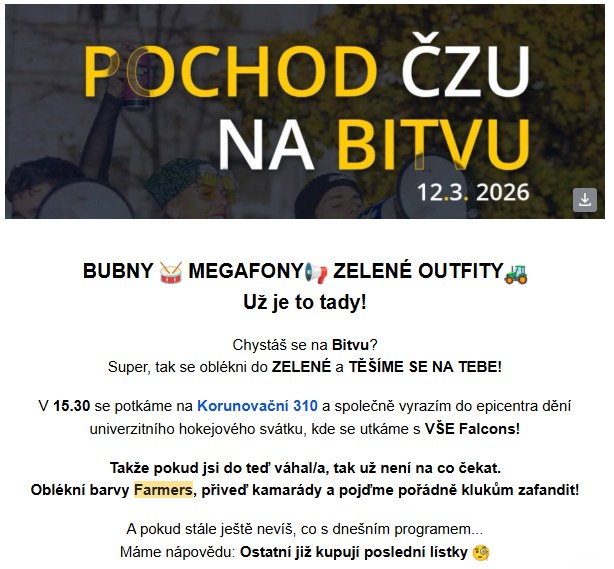 POCHOD ČZU
NA BITVU
12.3. 2026
BUBNY 🥁 MEGAFONY📢 ZELENÉ OUTFITY🚜
Už je to tady!
Chystáš se na Bitvu?
Super, tak se oblékni do ZELENÉ a TĚŠÍME SE NA TEBE!
V 15.30 se potkáme na Korunovační 310 a společně vyrazím do epicentra dění
univerzitního hokejového svátku, kde se utkáme s VŠE Falcons!
Takže pokud jsi do teď váhal/a, tak už není na co čekat.
Oblékní barvy Farmers, přiveď kamarády a pojďme pořádně klukům zafandit!
A pokud stále ještě nevíš, co s dnešním programem...
Máme nápovědu: Ostatní již kupují poslední lístky 🧐